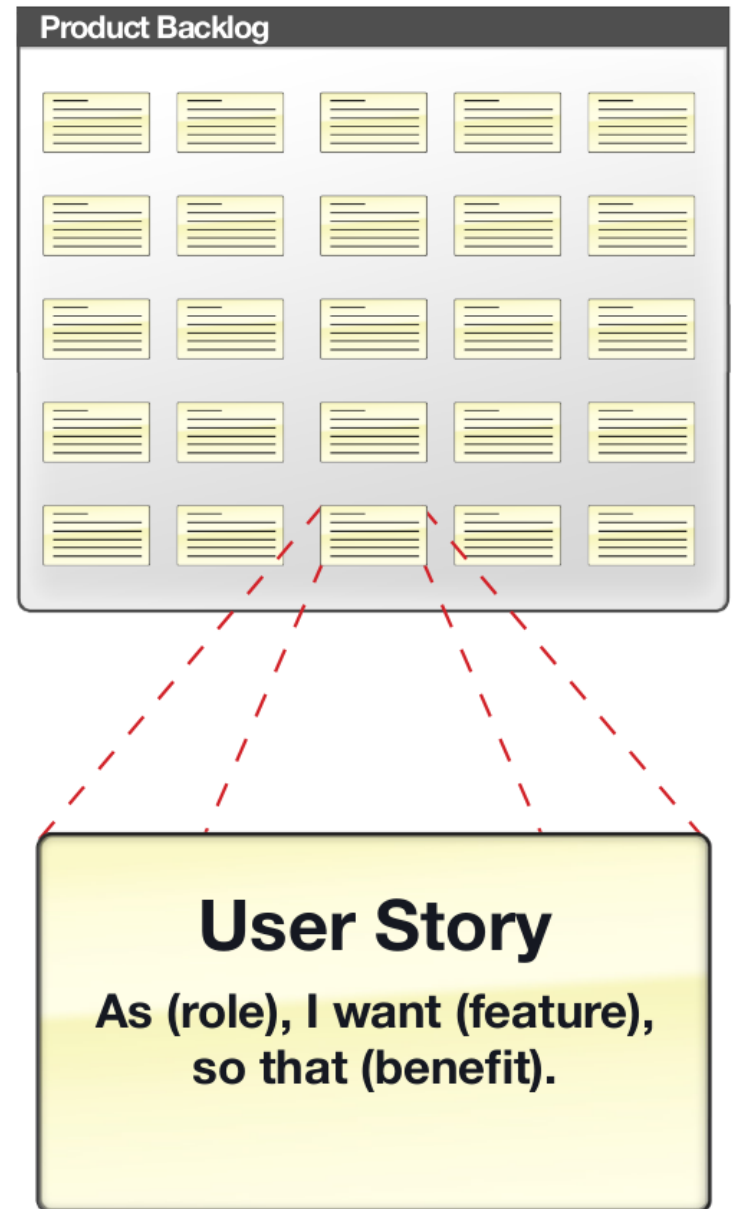 Product Backlog
User Story
As (role), I want (feature),
so that (benefit).